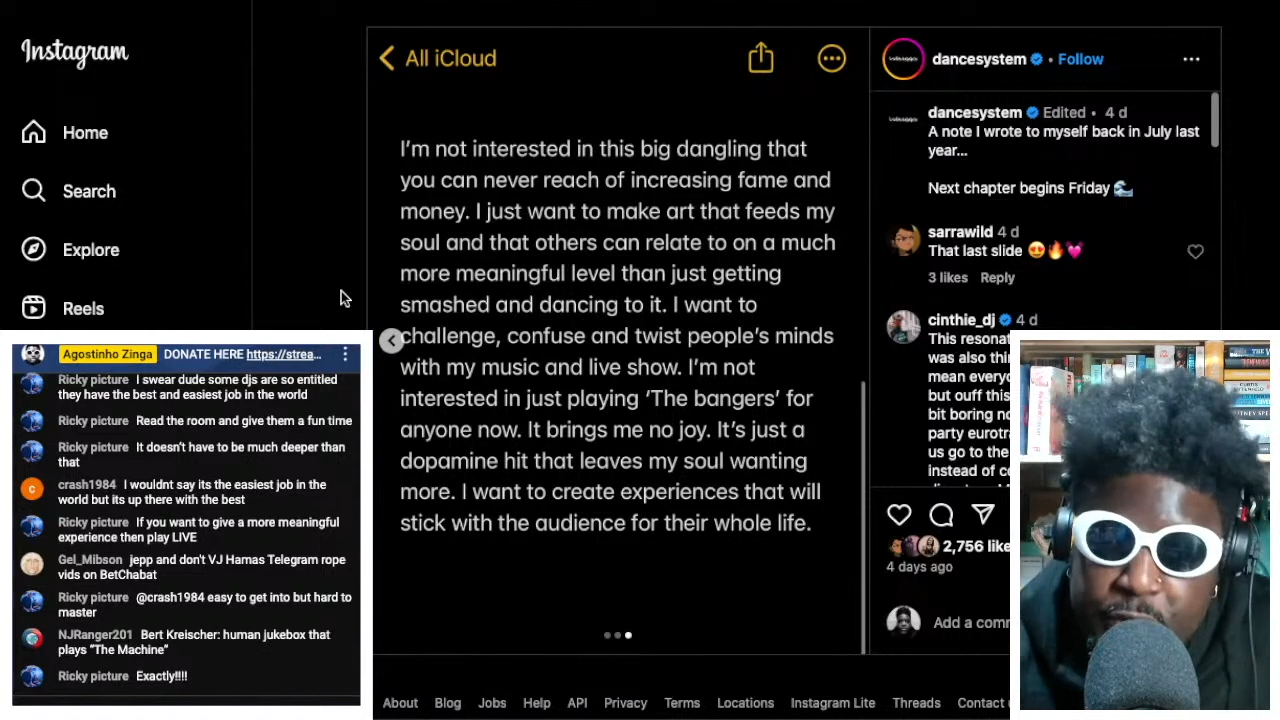 Instagram
Home
Search
Explore
Reels
All iCloud
I'm not interested in this big dangling that
you can never reach of increasing fame and
money. I just want to make art that feeds my
soul and that others can relate to on a much
more meaningful level than just getting
smashed and dancing to it. I want to
challenge, confuse and twist people's minds
with my music and live show. I'm not
interested in just playing 'The bangers' for
anyone now. It brings me no joy. It's just a
dopamine hit that leaves my soul wanting
more. I want to create experiences that will
stick with the audience for their whole life.
dancesystem • Follow
dancesystem Edited • 4 d
A note I wrote to myself back in July last
year...
Next chapter begins Friday
sarrawild 4 d
That last slide
3 likes Reply
cinthie_dj 4 d
This resonat
was also thin
mean everyo
but ouff this
bit boring no
party eurotra
us go to the
instead of co
2,756 like
4 days ago
Add a comm
Agostinho Zinga DONATE HERE https://strea...
Ricky picture I swear dude some djs are so entitled
they have the best and easiest job in the world
Ricky picture Read the room and give them a fun time
Ricky picture It doesn't have to be much deeper than
that
crash1984 I wouldnt say its the easiest job in the
world but its up there with the best
Ricky picture If you want to give a more meaningful
experience then play LIVE
Gel_Mibson jepp and don't VJ Hamas Telegram rope
vids on BetChabat
Ricky picture @crash1984 easy to get into but hard to
master
NJRanger201 Bert Kreischer: human jukebox that
plays "The Machine"
Ricky picture Exactly!!!!
About Blog Jobs Help API Privacy Terms Locations Instagram Lite Threads Contact